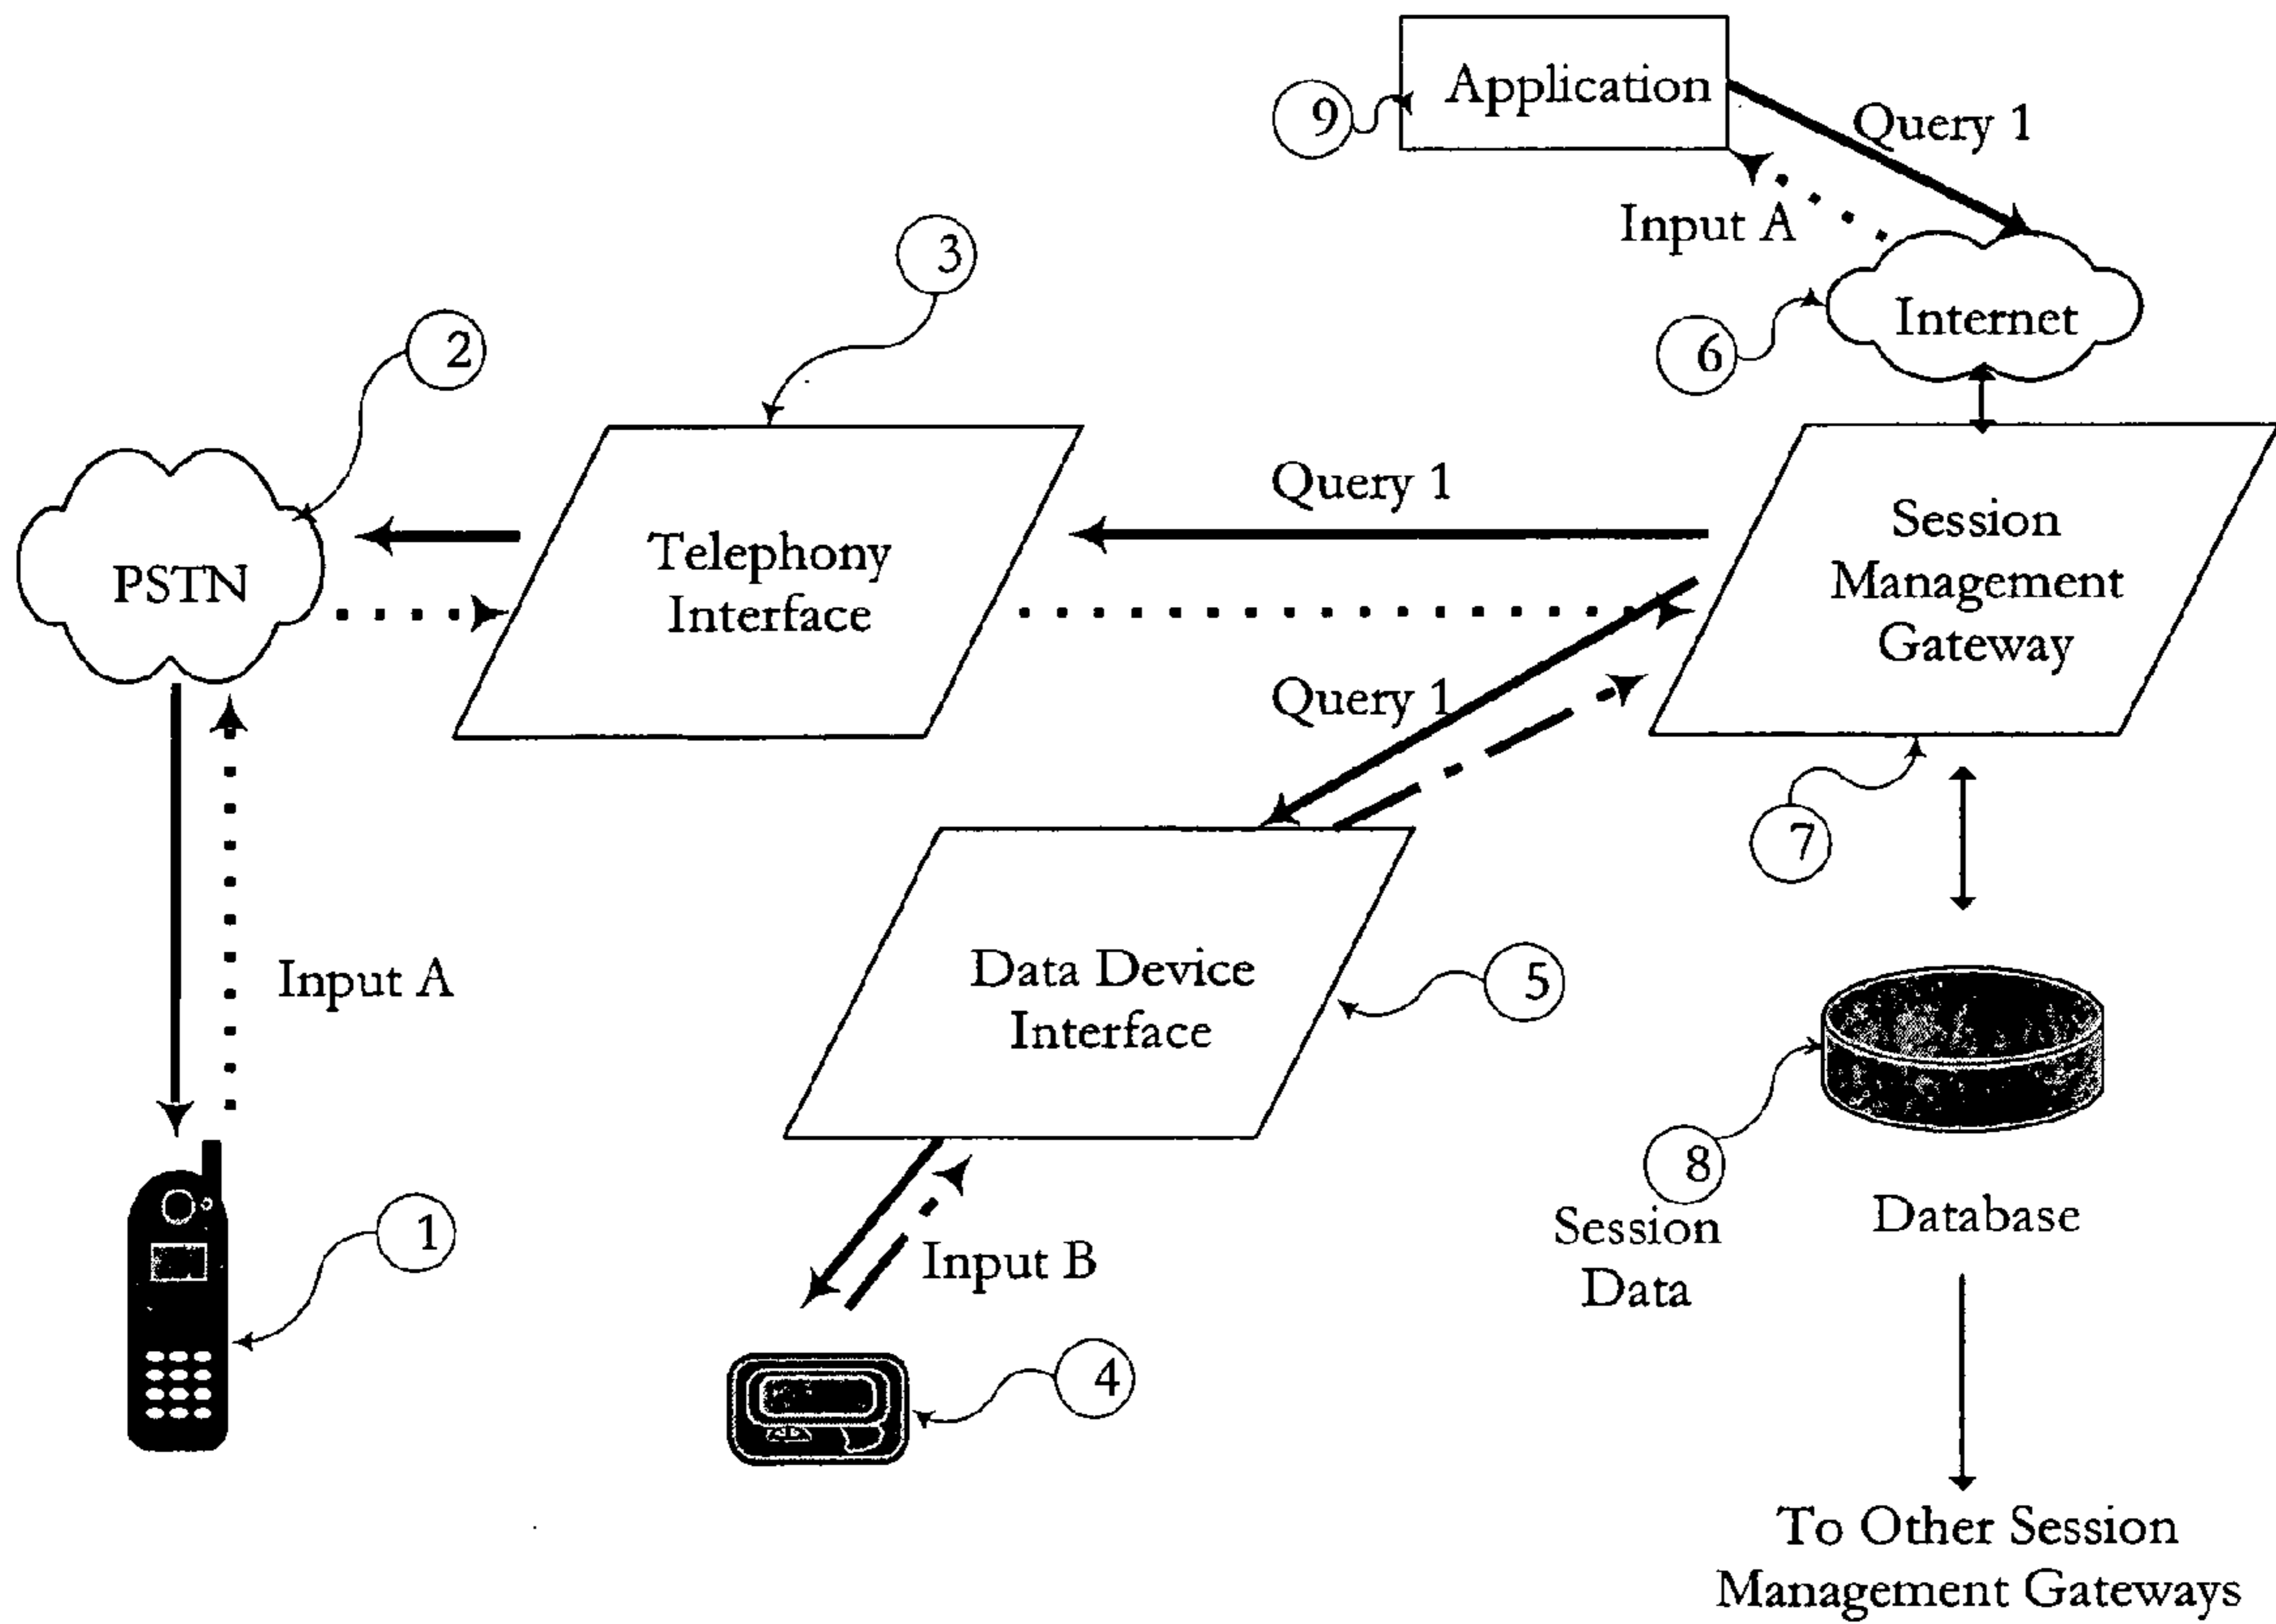 Application
9
Query 1
Input A
3
Internet
2
6
Query 1
Session
Management
Gateway
Telephony
Interface
PSTN
Query 1
7
Data Device
Interface
5
Input A
8
1
Session
Data
Database
Input B
4
To Other Session
Management Gateways